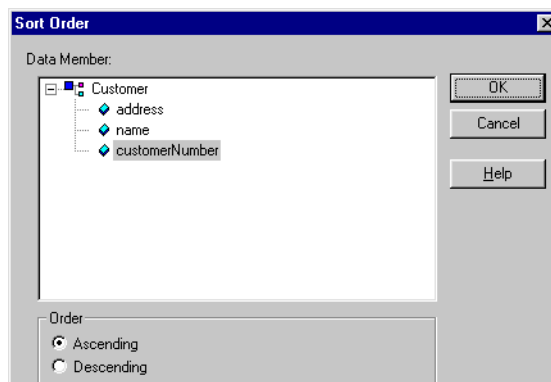 Sort Order
Data Member:
Customer
address
name
customerNumber
OK
Cancel
Help
Order
Ascending
Descending